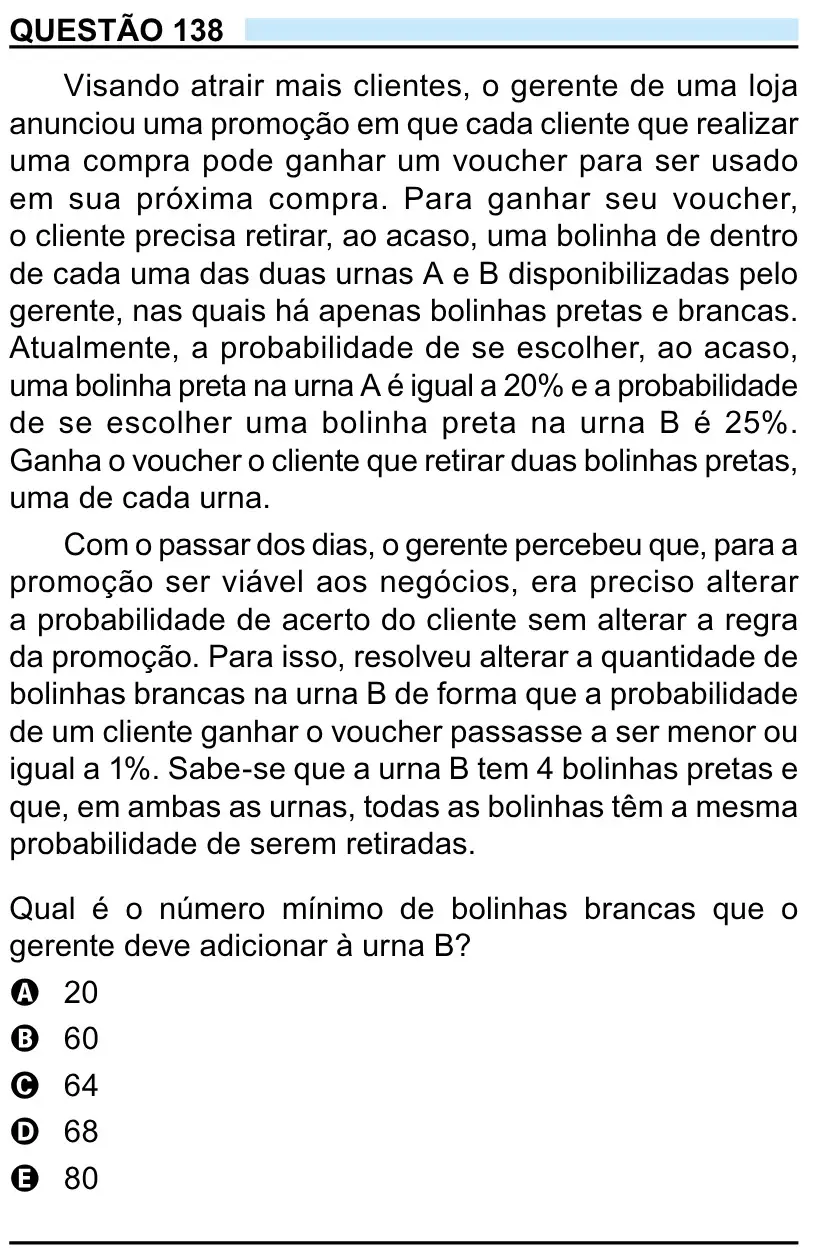 QUESTÃO 138
Visando atrair mais clientes, o gerente de uma loja
anunciou uma promoção em que cada cliente que realizar
uma compra pode ganhar um voucher para ser usado
em sua próxima compra. Para ganhar seu voucher,
o cliente precisa retirar, ao acaso, uma bolinha de dentro
de cada uma das duas urnas A e B disponibilizadas pelo
gerente, nas quais há apenas bolinhas pretas e brancas.
Atualmente, a probabilidade de se escolher, ao acaso,
uma bolinha preta na urna A é igual a 20% e a probabilidade
de se escolher uma bolinha preta na urna B é 25%.
Ganha o voucher o cliente que retirar duas bolinhas pretas,
uma de cada urna.
Com o passar dos dias, o gerente percebeu que, para a
promoção ser viável aos negócios, era preciso alterar
a probabilidade de acerto do cliente sem alterar a regra
da promoção. Para isso, resolveu alterar a quantidade de
bolinhas brancas na urna B de forma que a probabilidade
de um cliente ganhar o voucher passasse a ser menor ou
igual a 1%. Sabe-se que a urna B tem 4 bolinhas pretas e
que, em ambas as urnas, todas as bolinhas têm a mesma
probabilidade de serem retiradas.
Qual é o número mínimo de bolinhas brancas que o
gerente deve adicionar à urna B?
A 20
B 60
C 64
D 68
E 80